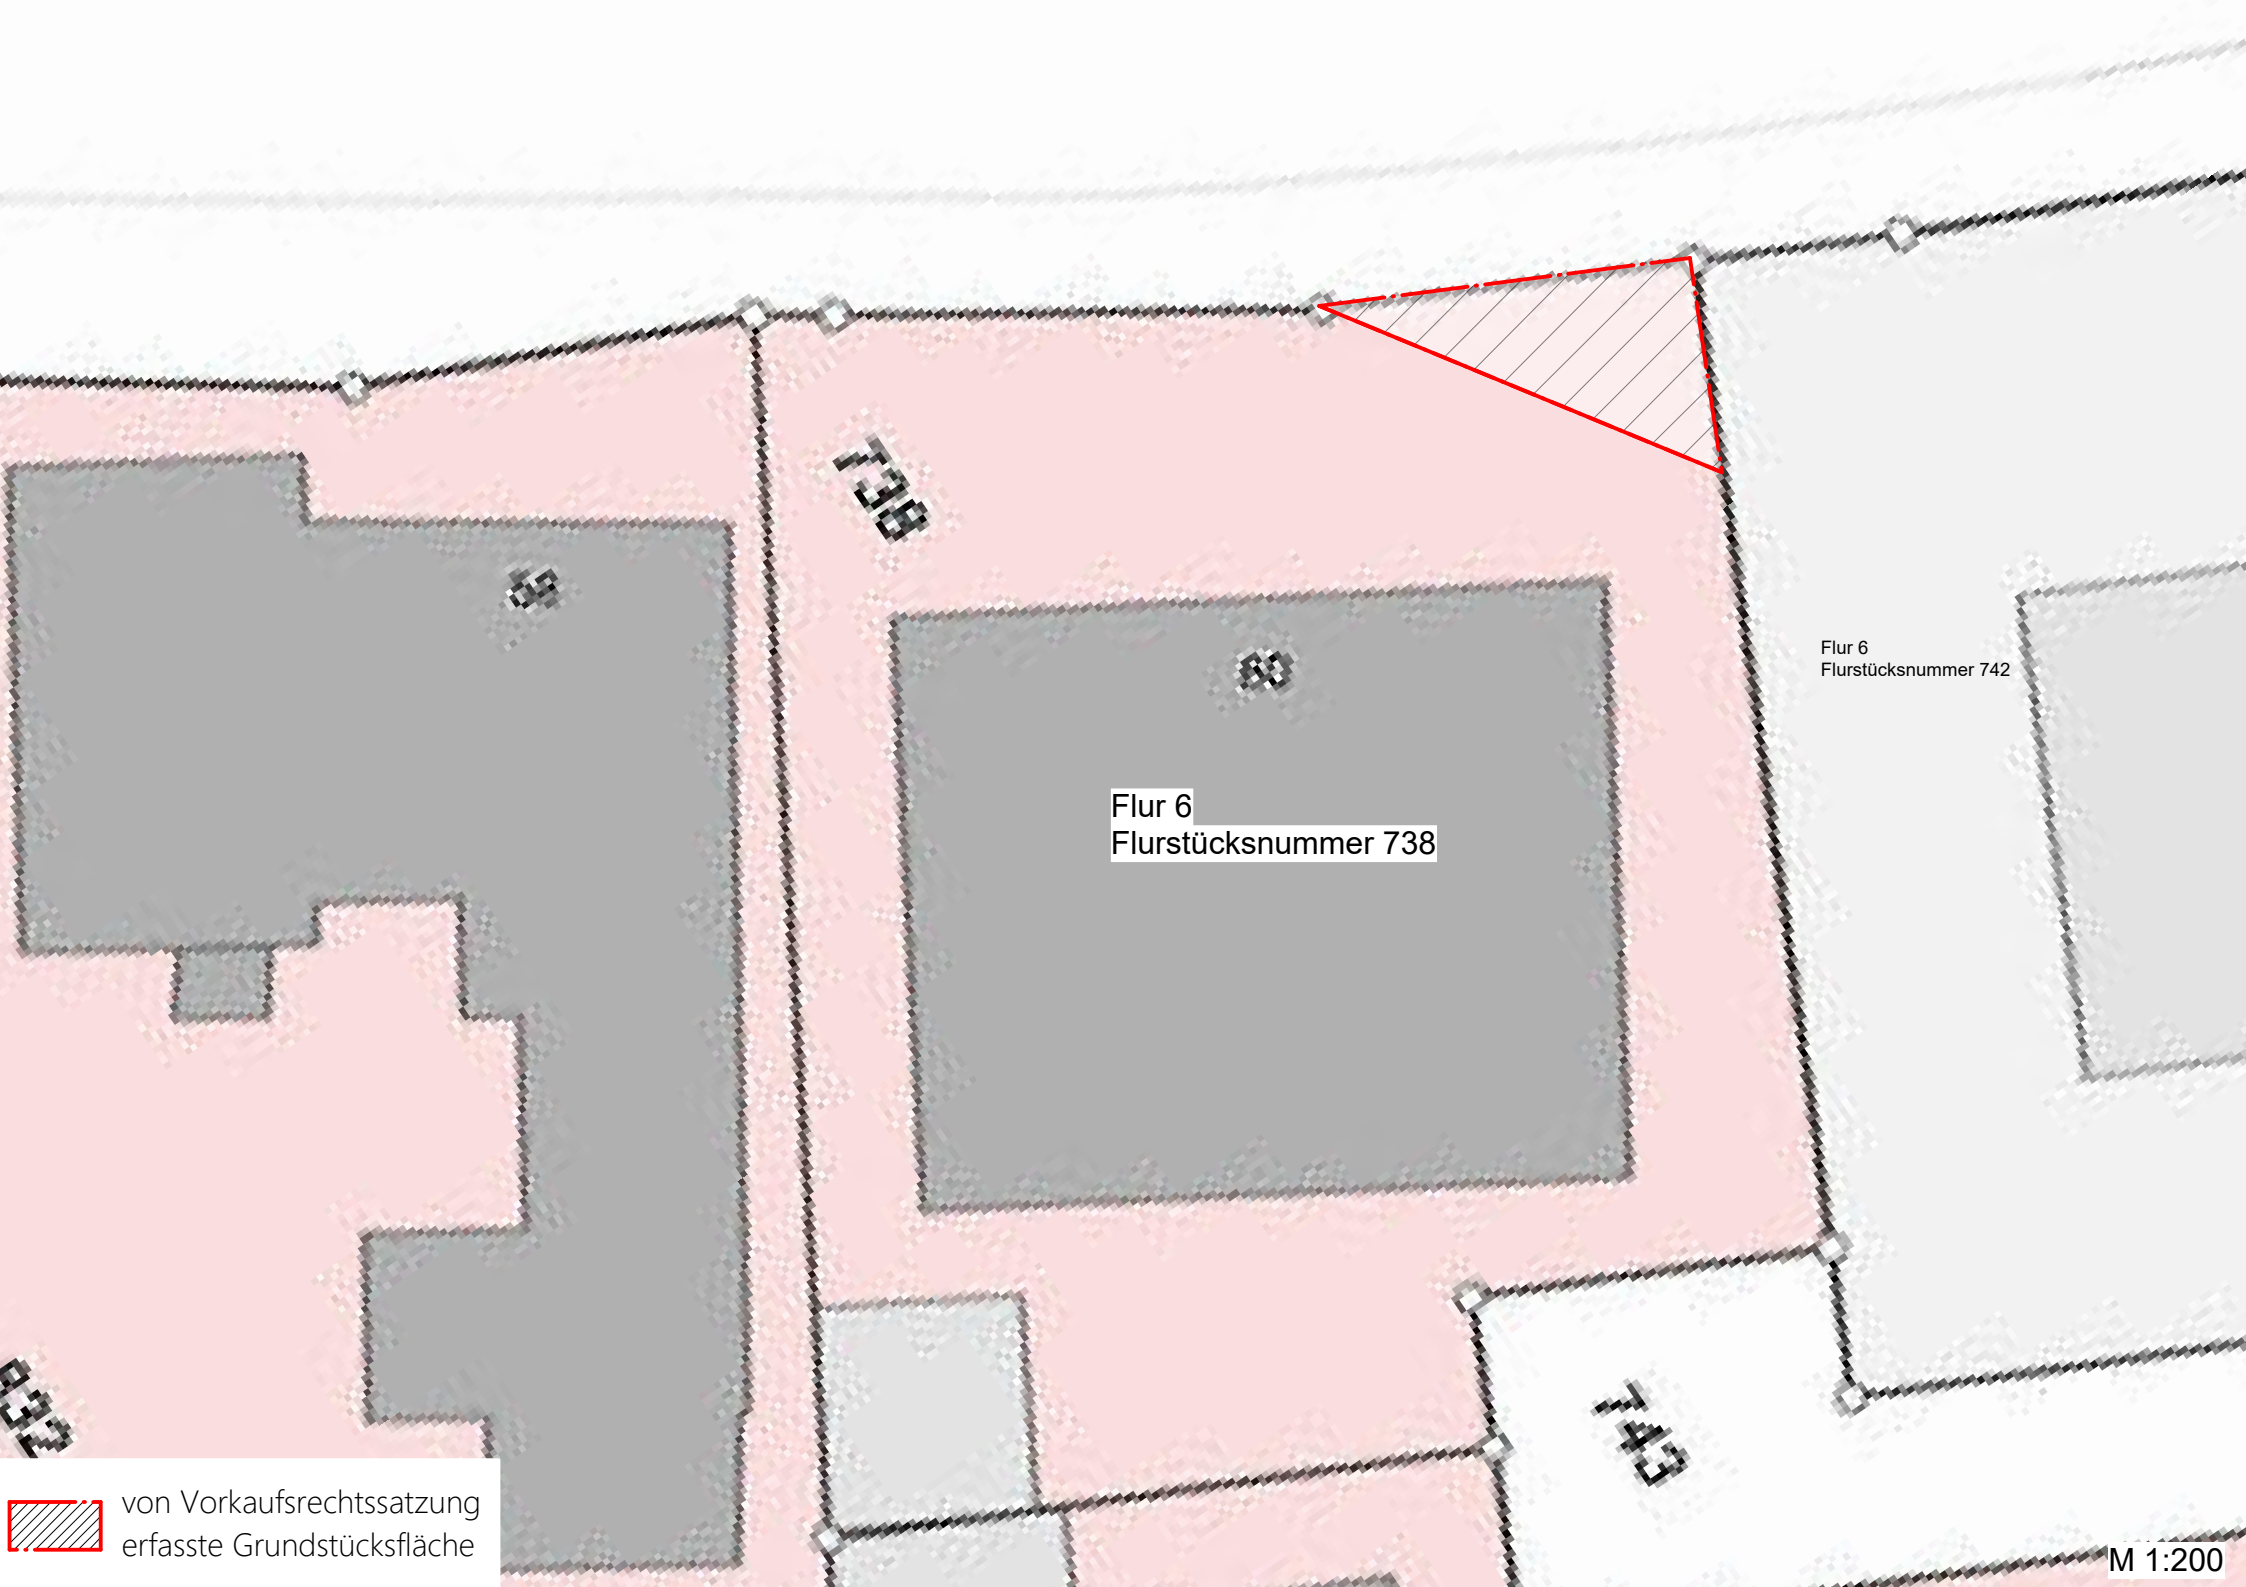 738
Flur 6
Flurstücksnummer 742
Flur 6
Flurstücksnummer 738
743
von Vorkaufsrechtssatzung
erfasste Grundstücksfläche
M 1:200